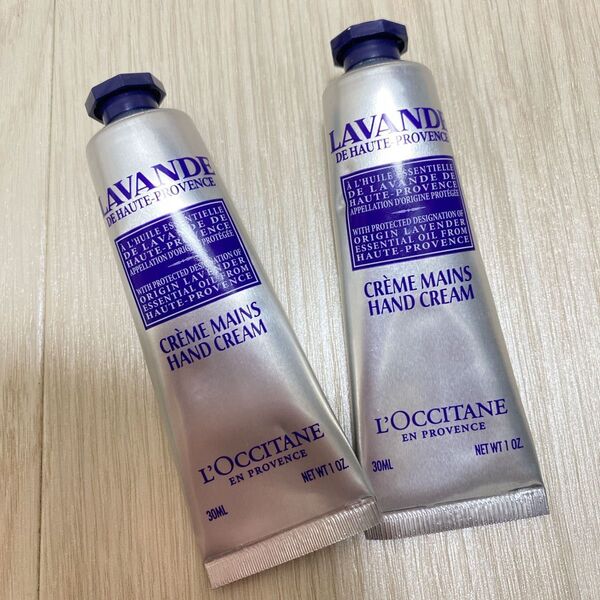 LAVANDE
DE HAUTE-PROVENCE
À L'HUILE ESSENTIELLE
DE LAVANDE DE
HAUTE-PROVENCE
APPELLATION D'ORIGINE PROTÉGÉE
WITH PROTECTED DESIGNATION OF
ORIGIN LAVENDER
ESSENTIAL OIL FROM
HAUTE-PROVENCE
CRÈME MAINS
HAND CREAM
L'OCCITANE
EN PROVENCE
30ML NET WT 1 OZ.
LAVANDE
DE HAUTE-PROVENCE
À L'HUILE ESSENTIELLE
DE LAVANDE DE
HAUTE-PROVENCE
APPELLATION D'ORIGINE PROTÉGÉE
WITH PROTECTED DESIGNATION OF
ORIGIN LAVENDER
ESSENTIAL OIL FROM
HAUTE-PROVENCE
CRÈME MAINS
HAND CREAM
L'OCCITANE
EN PROVENCE
30ML NET WT 1 OZ.